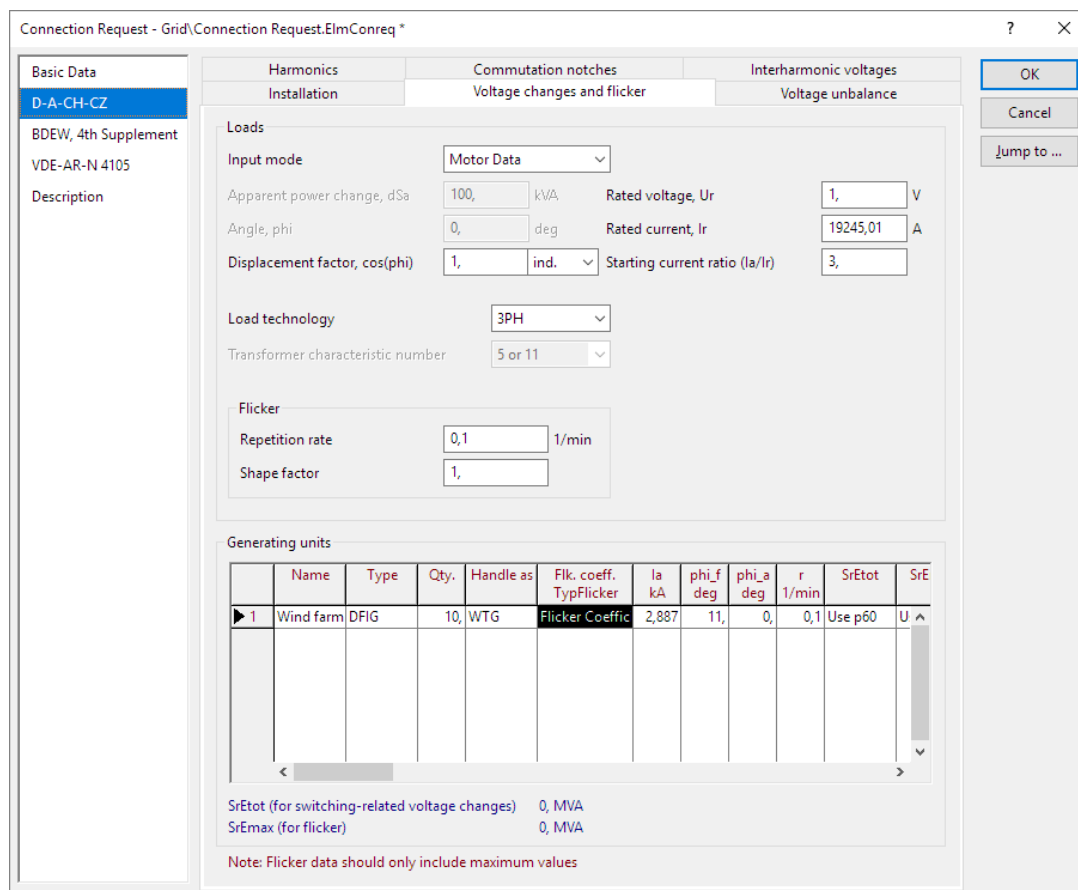 Connection Request - Grid\Connection Request.ElmConreq *
? X
Basic Data
D-A-CH-CZ
BDEW, 4th Supplement
VDE-AR-N 4105
Description
Harmonics Commutation notches Interharmonic voltages
Installation Voltage changes and flicker Voltage unbalance
OK
Cancel
Jump to ...
Loads
Input mode Motor Data
Apparent power change, dSa 100, kVA Rated voltage, Ur 1, V
Angle, phi 0, deg Rated current, Ir 19245,01 A
Displacement factor, cos(phi) 1, ind. Starting current ratio (Ia/Ir) 3,
Load technology 3PH
Transformer characteristic number 5 or 11
Flicker
Repetition rate 0,1 1/min
Shape factor 1,
Generating units
Name Type Qty. Handle as Flk. coeff. Ia phi_f phi_a r SrEtot SrE
TypFlicker kA deg deg 1/min
1 Wind farm DFIG 10, WTG Flicker Coeffic 2,887 11, 0, 0,1 Use p60 U
SrEtot (for switching-related voltage changes) 0, MVA
SrEmax (for flicker) 0, MVA
Note: Flicker data should only include maximum values